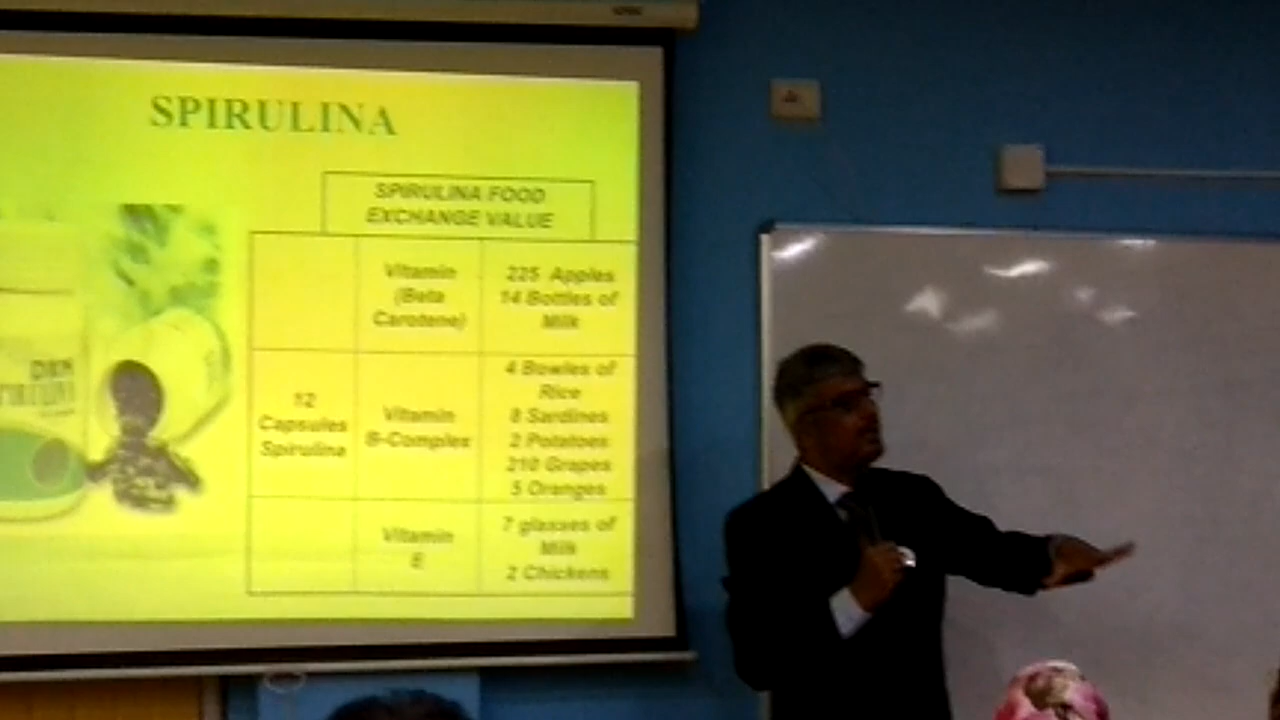 SPIRULINA
SPIRULINA FOOD
EXCHANGE VALUE
Vitamin
(Beta
Carotene)
225 Apples
14 Bottles of
Milk
12
Capsules
Spirulina
Vitamin
B-Complex
4 Bowles of
Rice
8 Sardines
2 Potatoes
210 Grapes
5 Oranges
Vitamin
E
7 glasses of
Milk
2 Chickens
DXN